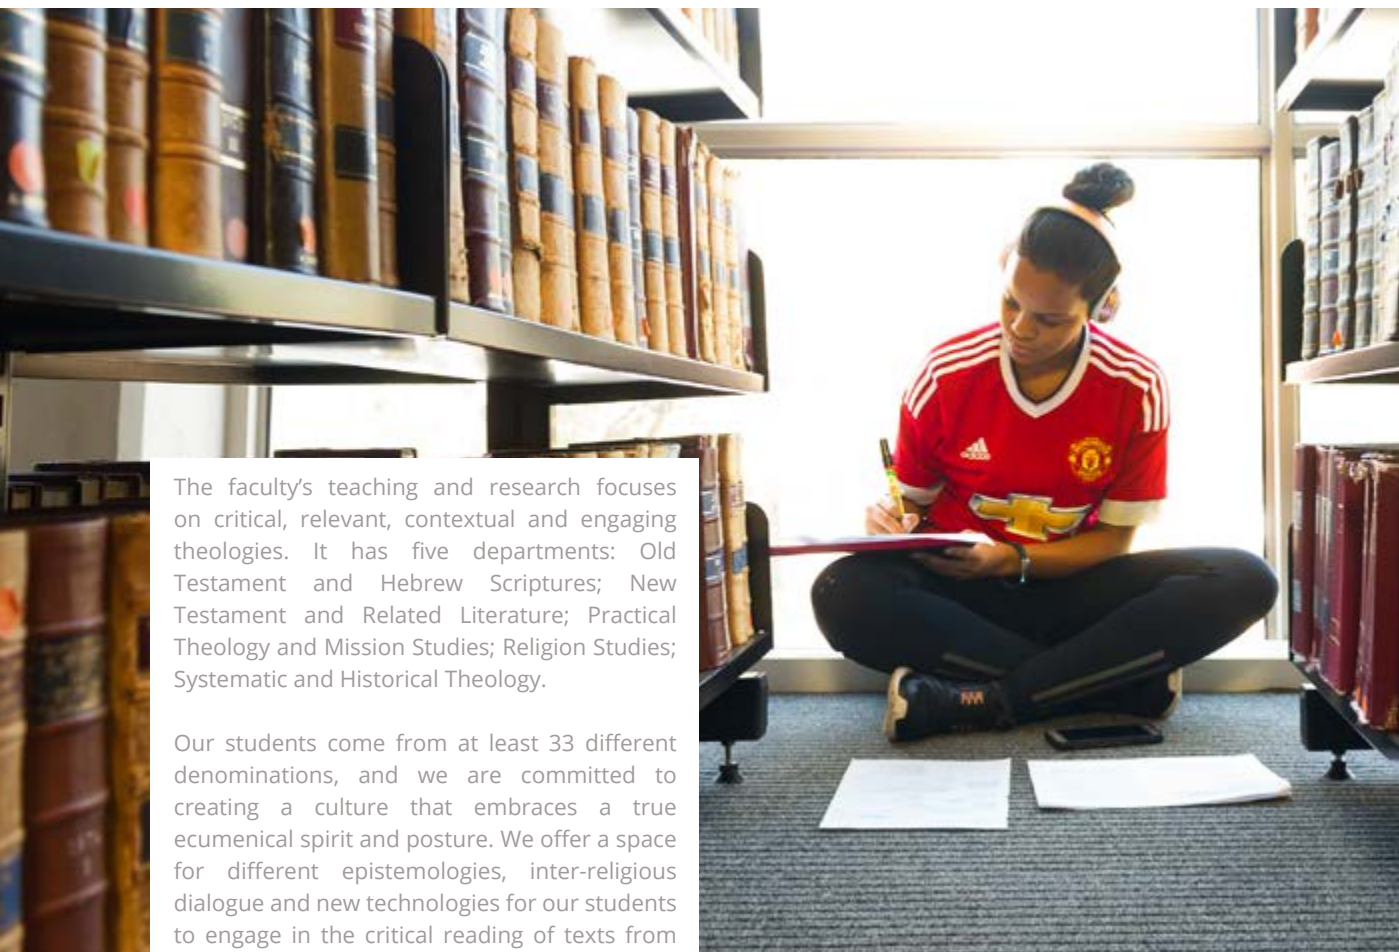 The faculty’s teaching and research focuses
on critical, relevant, contextual and engaging
theologies. It has five departments: Old
Testament and Hebrew Scriptures; New
Testament and Related Literature; Practical
Theology and Mission Studies; Religion Studies;
Systematic and Historical Theology.
Our students come from at least 33 different
denominations, and we are committed to
creating a culture that embraces a true
ecumenical spirit and posture. We offer a space
for different epistemologies, inter-religious
dialogue and new technologies for our students
to engage in the critical reading of texts from
adidas